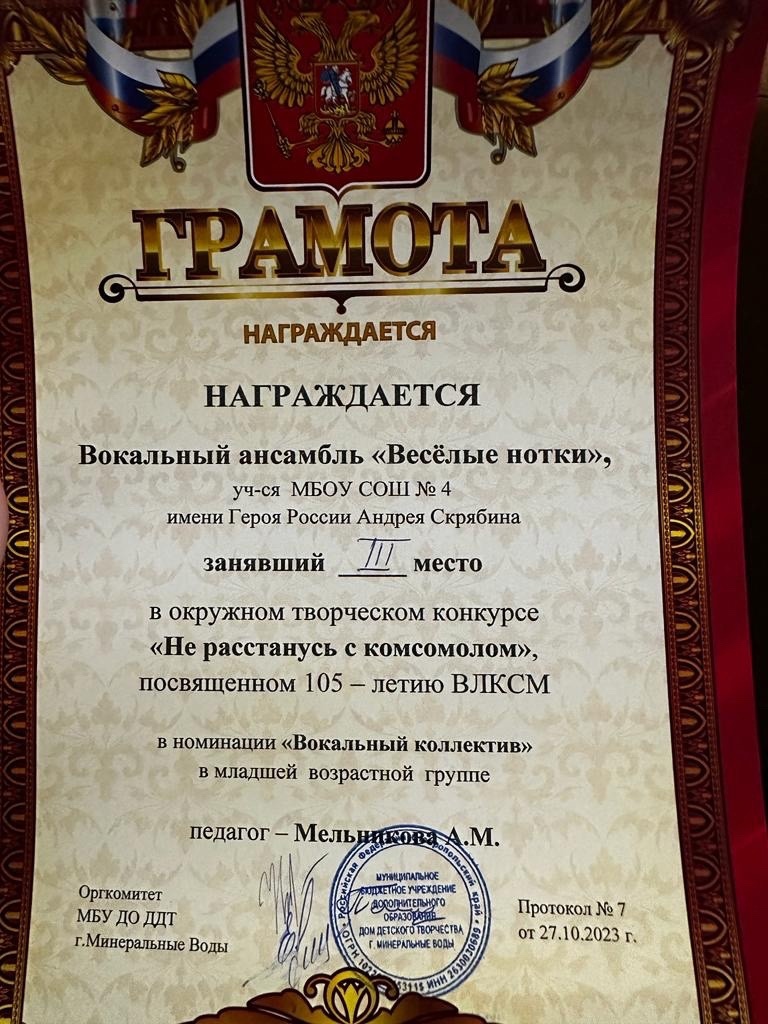 ГРАМОТА
НАГРАЖДАЕТСЯ
НАГРАЖДАЕТСЯ
Вокальный ансамбль «Весёлые нотки»,
уч-ся МБОУ СОШ № 4
имени Героя России Андрея Скрябина
занявший III место
в окружном творческом конкурсе
«Не расстанусь с комсомолом»,
посвященном 105 – летию ВЛКСМ
в номинации «Вокальный коллектив»
в младшей возрастной группе
педагог – Мельникова А.М.
Оргкомитет
МБУ ДО ДДТ
г.Минеральные Воды
МУНИЦИПАЛЬНОЕ
БЮДЖЕТНОЕ УЧРЕЖДЕНИЕ
ДОПОЛНИТЕЛЬНОГО
ОБРАЗОВАНИЯ
ДОМ ДЕТСКОГО ТВОРЧЕСТВА
Г. МИНЕРАЛЬНЫЕ ВОДЫ
Протокол № 7
от 27.10.2023 г.